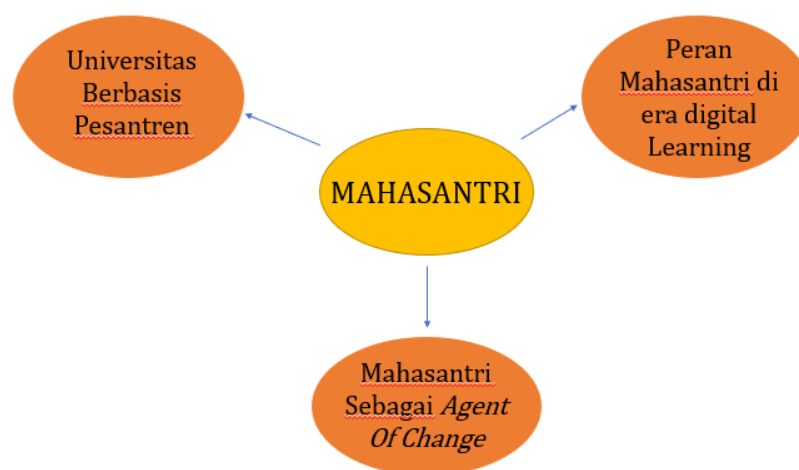 Universitas
Berbasis
Pesantren
Peran
Mahasantri di
era digital
Learning
MAHASANTRI
Mahasantri
Sebagai Agent
Of Change